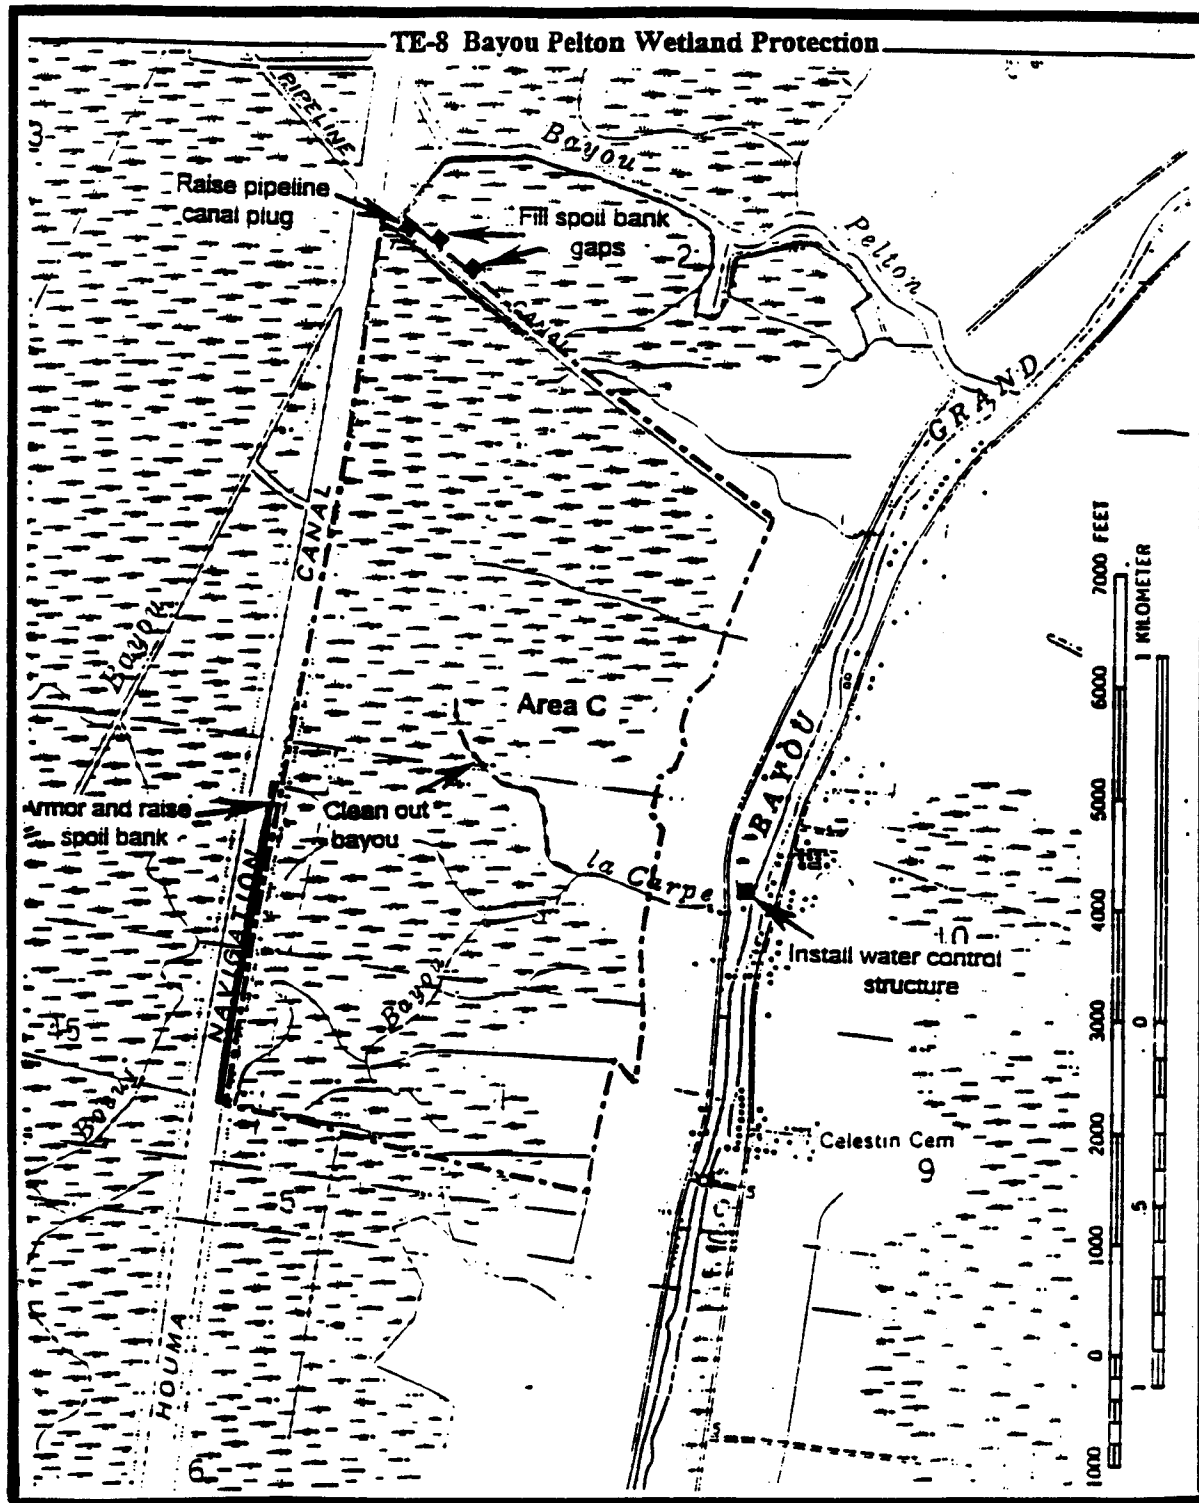 TE-8 Bayou Pelton Wetland Protection
PIPELINE
3
Bayou
Raise pipeline
canal plug
Fill spoil bank
gaps
Pelton
2
CANAL
GRAND
CANAL
7000 FEET
1 KILOMETER
Bayou
6000
Area C
BAYOU
5000
Armor and raise
spoil bank
Clean out
bayou
la Carpe
4000
10
Install water control
structure
NAVIGATION
Bayou
3000
0
Celestin Cem
9
2000
5
1000
HOUMA
0
1
1000